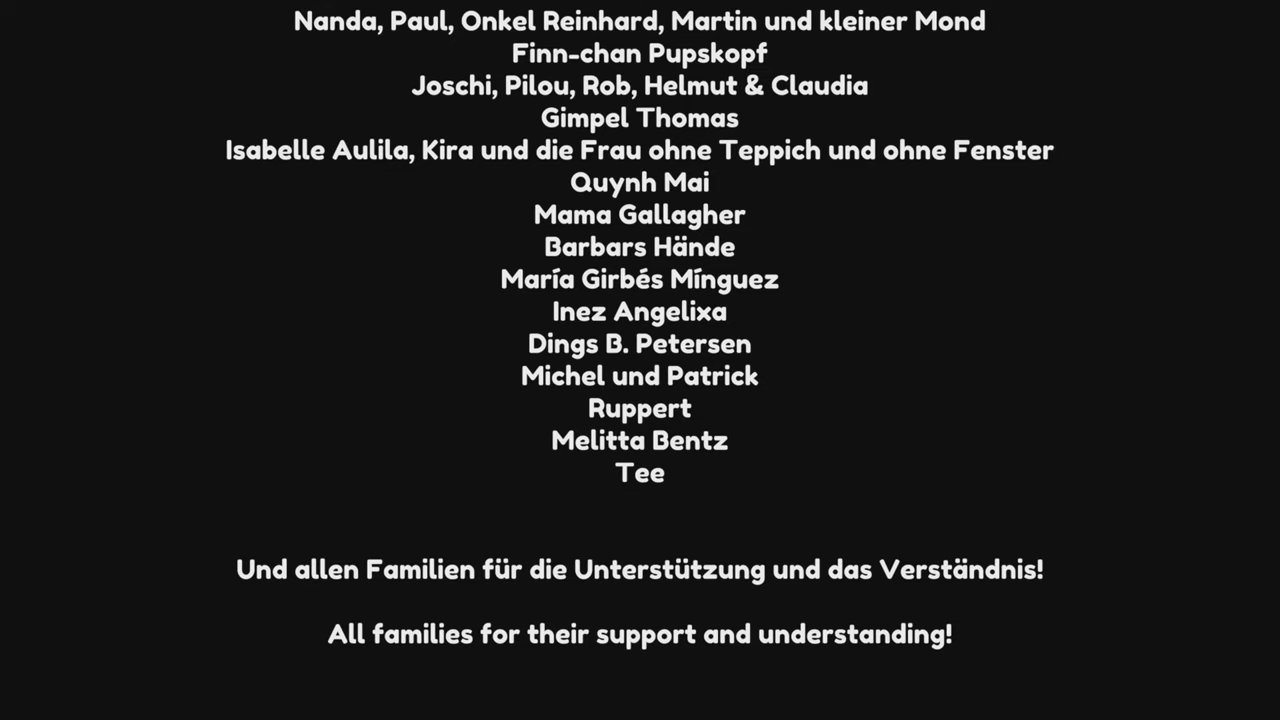 Nanda, Paul, Onkel Reinhard, Martin und kleiner Mond
Finn-chan Pupskopf
Joschi, Pilou, Rob, Helmut & Claudia
Gimpel Thomas
Isabelle Aulila, Kira und die Frau ohne Teppich und ohne Fenster
Quynh Mai
Mama Gallagher
Barbars Hände
María Girbés Mínguez
Inez Angelixa
Dings B. Petersen
Michel und Patrick
Ruppert
Melitta Bentz
Tee
Und allen Familien für die Unterstützung und das Verständnis!
All families for their support and understanding!